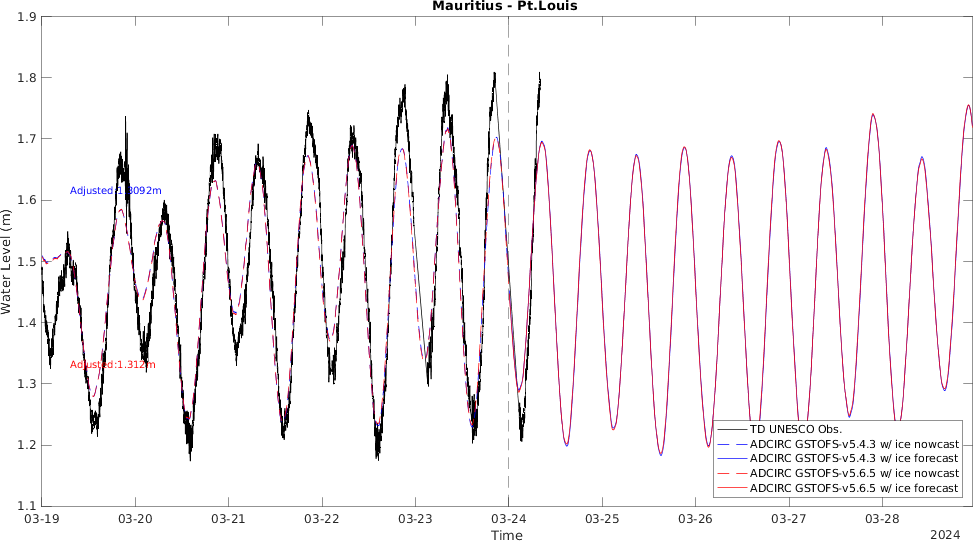 Mauritius - Pt.Louis
1.9
1.8
1.7
1.6
1.5
1.4
1.3
1.2
1.1
Water Level (m)
Adjusted:1.3092m
Adjusted:1.312m
TD UNESCO Obs.
ADCIRC GSTOFS-v5.4.3 w/ ice nowcast
ADCIRC GSTOFS-v5.4.3 w/ ice forecast
ADCIRC GSTOFS-v5.6.5 w/ ice nowcast
ADCIRC GSTOFS-v5.6.5 w/ ice forecast
03-19 03-20 03-21 03-22 03-23 03-24 03-25 03-26 03-27 03-28
Time
2024